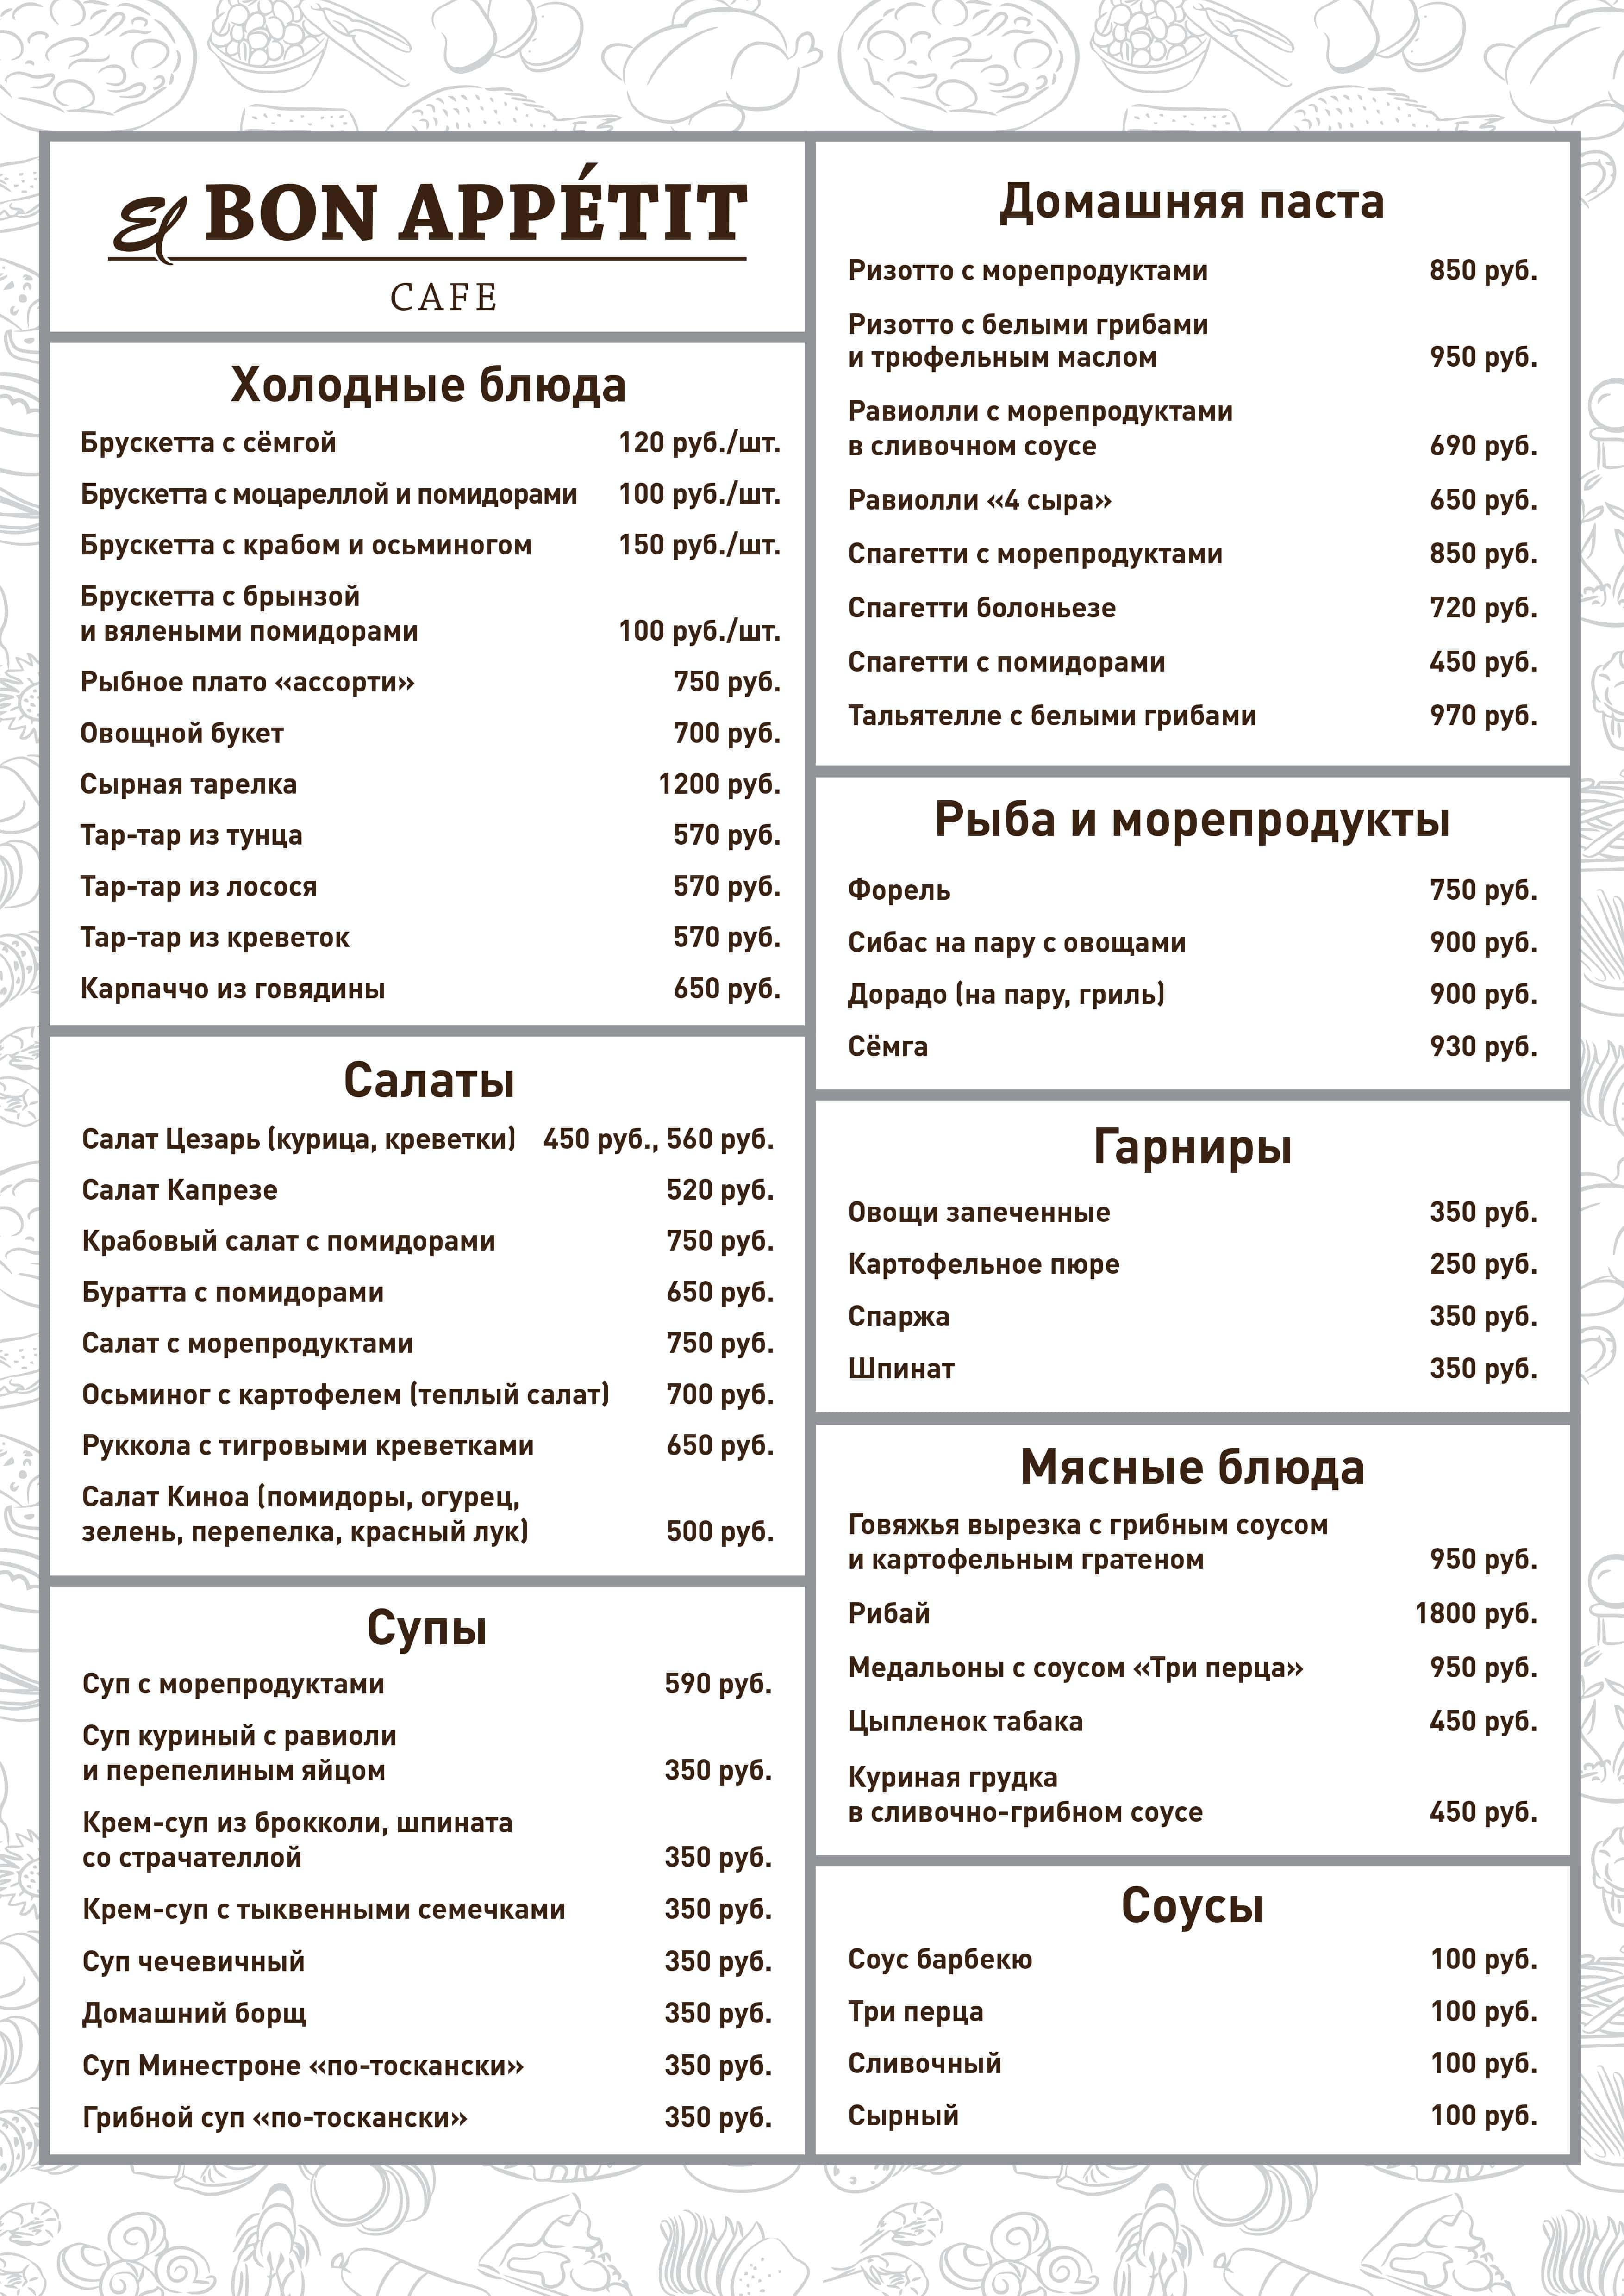 El BON APPÉTIT
CAFE
Холодные блюда
Брускетта с сёмгой 120 руб./шт.
Брускетта с моцареллой и помидорами 100 руб./шт.
Брускетта с крабом и осьминогом 150 руб./шт.
Брускетта с брынзой
и вялеными помидорами 100 руб./шт.
Рыбное плато «ассорти» 750 руб.
Овощной букет 700 руб.
Сырная тарелка 1200 руб.
Тар-тар из тунца 570 руб.
Тар-тар из лосося 570 руб.
Тар-тар из креветок 570 руб.
Карпаччо из говядины 650 руб.
Салаты
Салат Цезарь (курица, креветки) 450 руб., 560 руб.
Салат Капрезе 520 руб.
Крабовый салат с помидорами 750 руб.
Буратта с помидорами 650 руб.
Салат с морепродуктами 750 руб.
Осьминог с картофелем (теплый салат) 700 руб.
Руккола с тигровыми креветками 650 руб.
Салат Киноа (помидоры, огурец,
зелень, перепелка, красный лук) 500 руб.
Супы
Суп с морепродуктами 590 руб.
Суп куриный с равиоли
и перепелиным яйцом 350 руб.
Крем-суп из брокколи, шпината
со страчателлой 350 руб.
Крем-суп с тыквенными семечками 350 руб.
Суп чечевичный 350 руб.
Домашний борщ 350 руб.
Суп Минестроне «по-тоскански» 350 руб.
Грибной суп «по-тоскански» 350 руб.
Домашняя паста
Ризотто с морепродуктами 850 руб.
Ризотто с белыми грибами
и трюфельным маслом 950 руб.
Равиолли с морепродуктами
в сливочном соусе 690 руб.
Равиолли «4 сыра» 650 руб.
Спагетти с морепродуктами 850 руб.
Спагетти болоньезе 720 руб.
Спагетти с помидорами 450 руб.
Тальятелле с белыми грибами 970 руб.
Рыба и морепродукты
Форель 750 руб.
Сибас на пару с овощами 900 руб.
Дорадо (на пару, гриль) 900 руб.
Сёмга 930 руб.
Гарниры
Овощи запеченные 350 руб.
Картофельное пюре 250 руб.
Спаржа 350 руб.
Шпинат 350 руб.
Мясные блюда
Говяжья вырезка с грибным соусом
и картофельным гратеном 950 руб.
Рибай 1800 руб.
Медальоны с соусом «Три перца» 950 руб.
Цыпленок табака 450 руб.
Куриная грудка
в сливочно-грибном соусе 450 руб.
Соусы
Соус барбекю 100 руб.
Три перца 100 руб.
Сливочный 100 руб.
Сырный 100 руб.